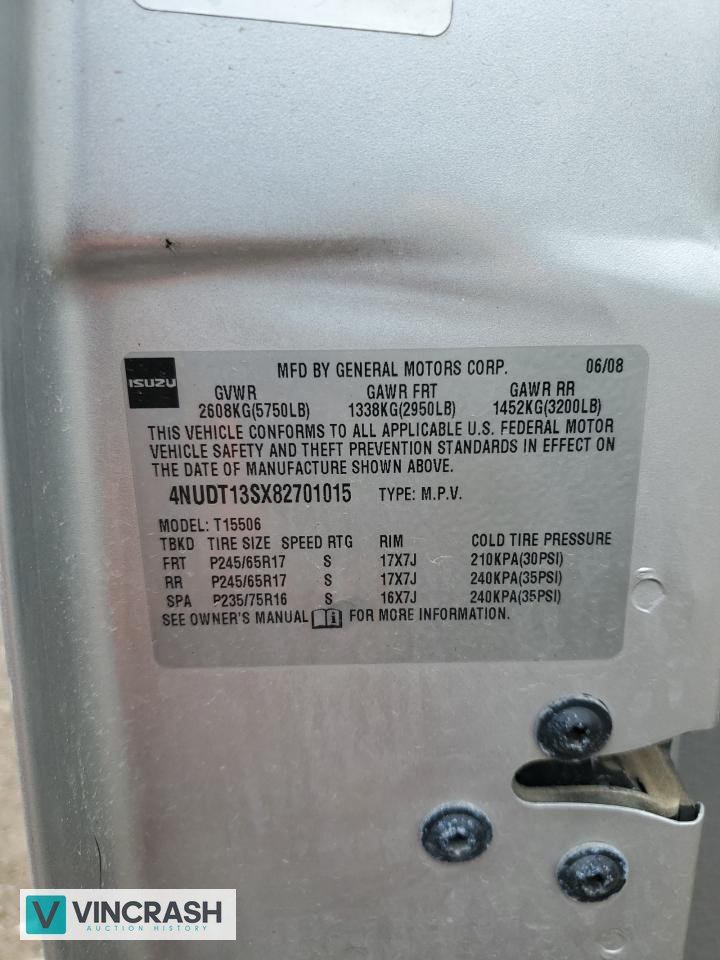 ISUZU
MFD BY GENERAL MOTORS CORP. 06/08
GVWR GAWR FRT GAWR RR
2608KG(5750LB) 1338KG(2950LB) 1452KG(3200LB)
THIS VEHICLE CONFORMS TO ALL APPLICABLE U.S. FEDERAL MOTOR
VEHICLE SAFETY AND THEFT PREVENTION STANDARDS IN EFFECT ON
THE DATE OF MANUFACTURE SHOWN ABOVE.
4NUDT13SX82701015 TYPE: M.P.V.
MODEL: T15506
TBKD TIRE SIZE SPEED RTG RIM COLD TIRE PRESSURE
FRT P245/65R17 S 17X7J 210KPA(30PSI)
RR P245/65R17 S 17X7J 240KPA(35PSI)
SPA P235/75R16 S 16X7J 240KPA(35PSI)
SEE OWNER'S MANUAL FOR MORE INFORMATION.
V VINCRASH
AUCTION HISTORY